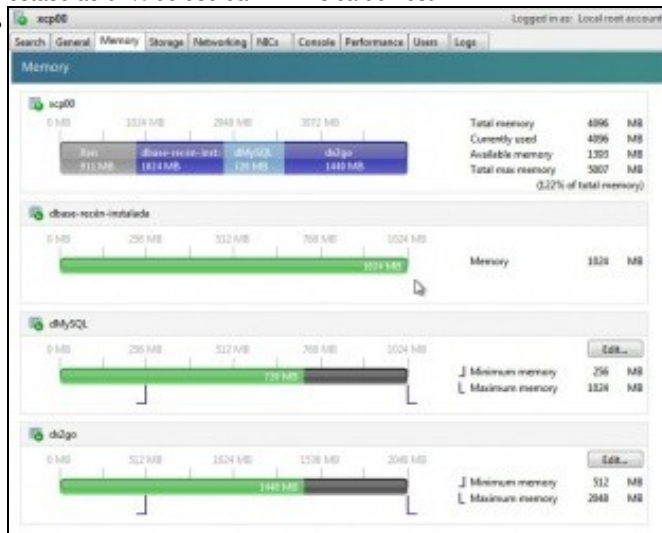 xcp00
Logged in as: Local root account
Search General Memory Storage Networking NICs Console Performance Users Logs
Memory
xcp00
0 MB 1024 MB 2048 MB 3072 MB
Xen dbase-recén-inst. dMySQL ds2go
911 MB 1024 MB 720 MB 1440 MB
Total memory 4096 MB
Currently used 4096 MB
Available memory 1393 MB
Total max memory 5007 MB
(122% of total memory)
dbase-recén-instalada
0 MB 256 MB 512 MB 768 MB 1024 MB
1024 MB
Memory 1024 MB
dMySQL
0 MB 256 MB 512 MB 768 MB 1024 MB
Edit...
720 MB
Minimum memory 256 MB
Maximum memory 1024 MB
ds2go
0 MB 512 MB 1024 MB 1536 MB 2048 MB
Edit...
1440 MB
Minimum memory 512 MB
Maximum memory 2048 MB